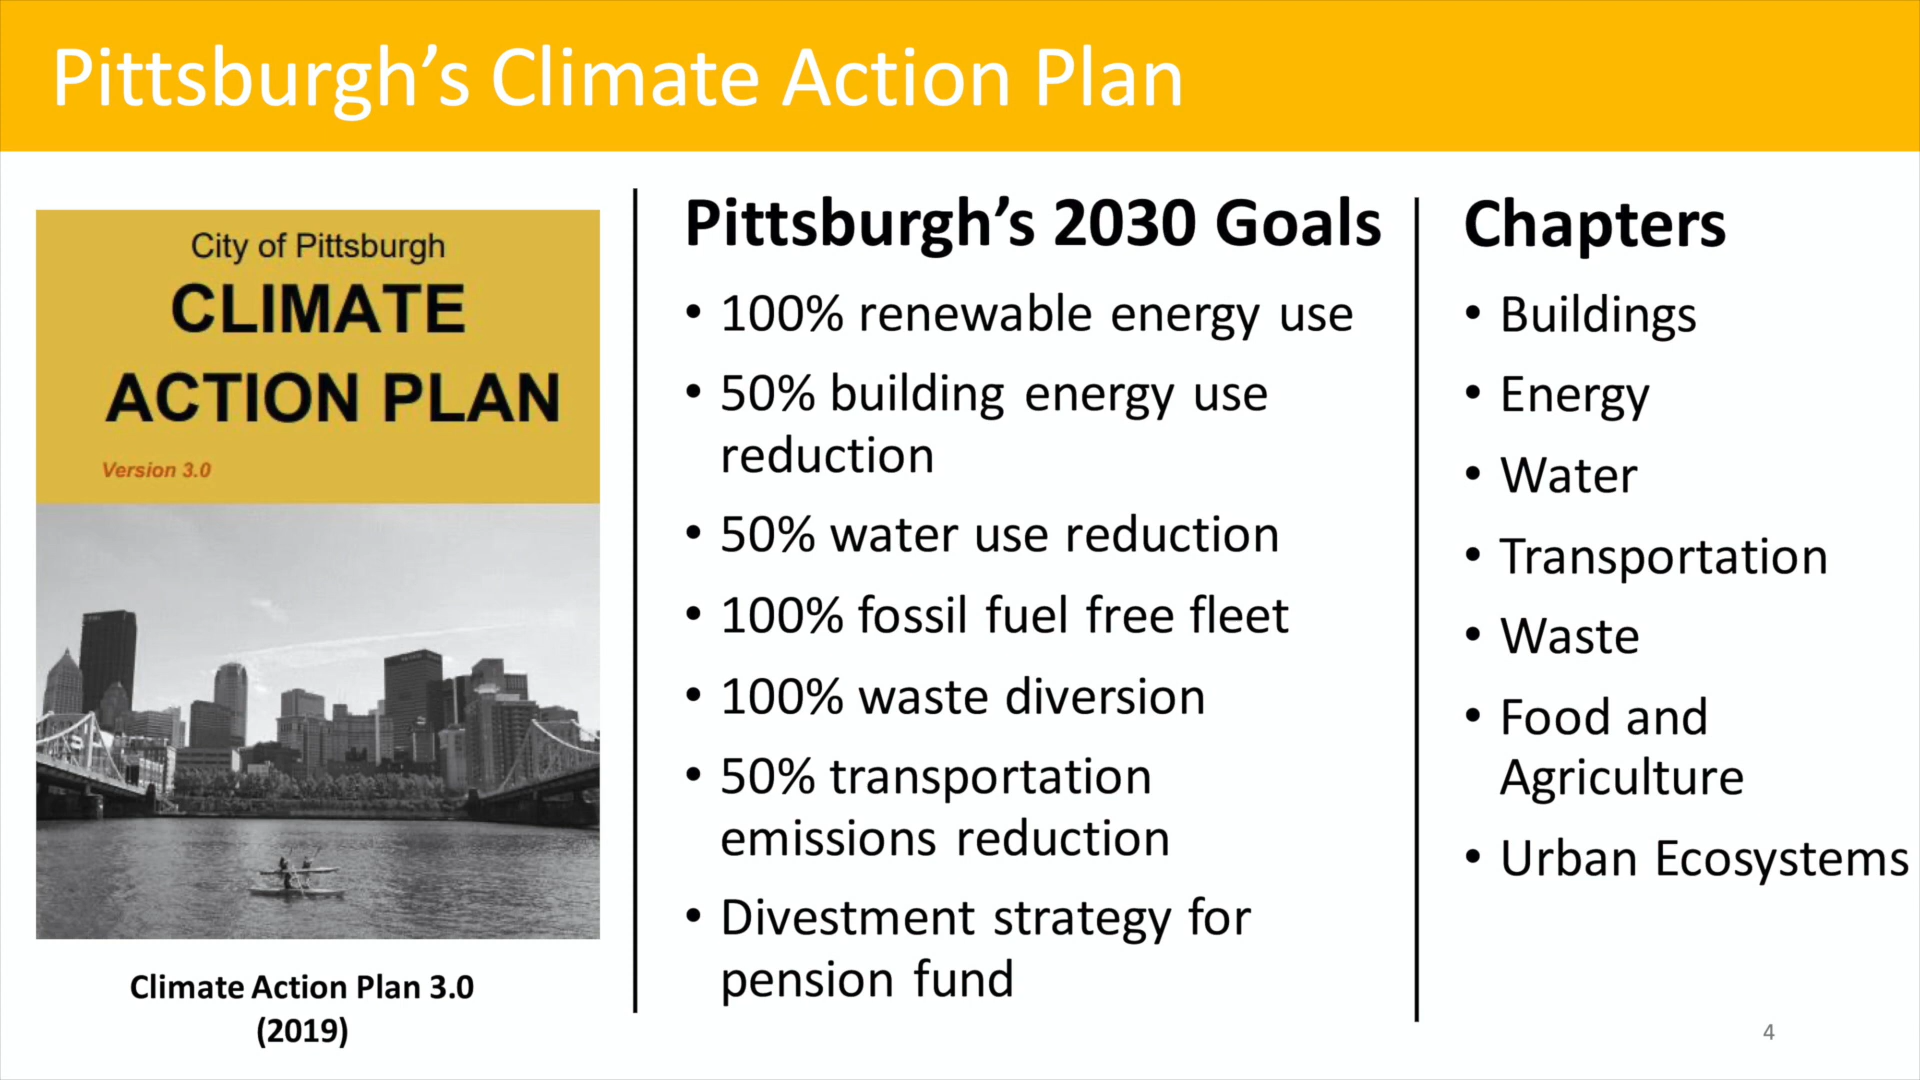 Pittsburgh’s Climate Action Plan
City of Pittsburgh
CLIMATE
ACTION PLAN
Version 3.0
Climate Action Plan 3.0
(2019)
Pittsburgh’s 2030 Goals
• 100% renewable energy use
• 50% building energy use
reduction
• 50% water use reduction
• 100% fossil fuel free fleet
• 100% waste diversion
• 50% transportation
emissions reduction
• Divestment strategy for
pension fund
Chapters
• Buildings
• Energy
• Water
• Transportation
• Waste
• Food and
Agriculture
• Urban Ecosystems
4